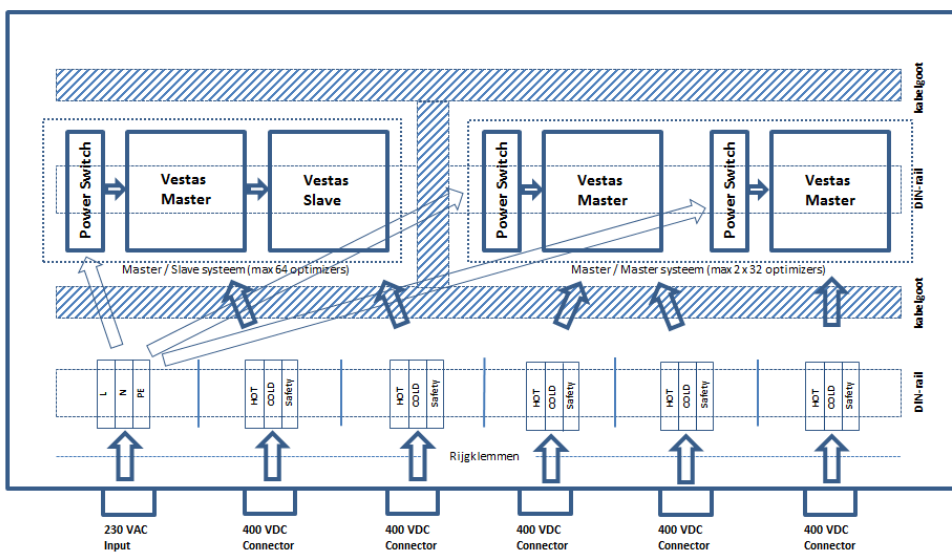 kabelgoot
Power Switch
Vestas
Master
Vestas
Slave
Power Switch
Vestas
Master
Power Switch
Vestas
Master
DIN-rail
Master / Slave systeem (max 64 optimizers)
Master / Master systeem (max 2 x 32 optimizers)
kabelgoot
L
N
PE
HOT
COLD
Safety
HOT
COLD
Safety
HOT
COLD
Safety
HOT
COLD
Safety
HOT
COLD
Safety
DIN-rail
Rijgklemmen
230 VAC
Input
400 VDC
Connector
400 VDC
Connector
400 VDC
Connector
400 VDC
Connector
400 VDC
Connector